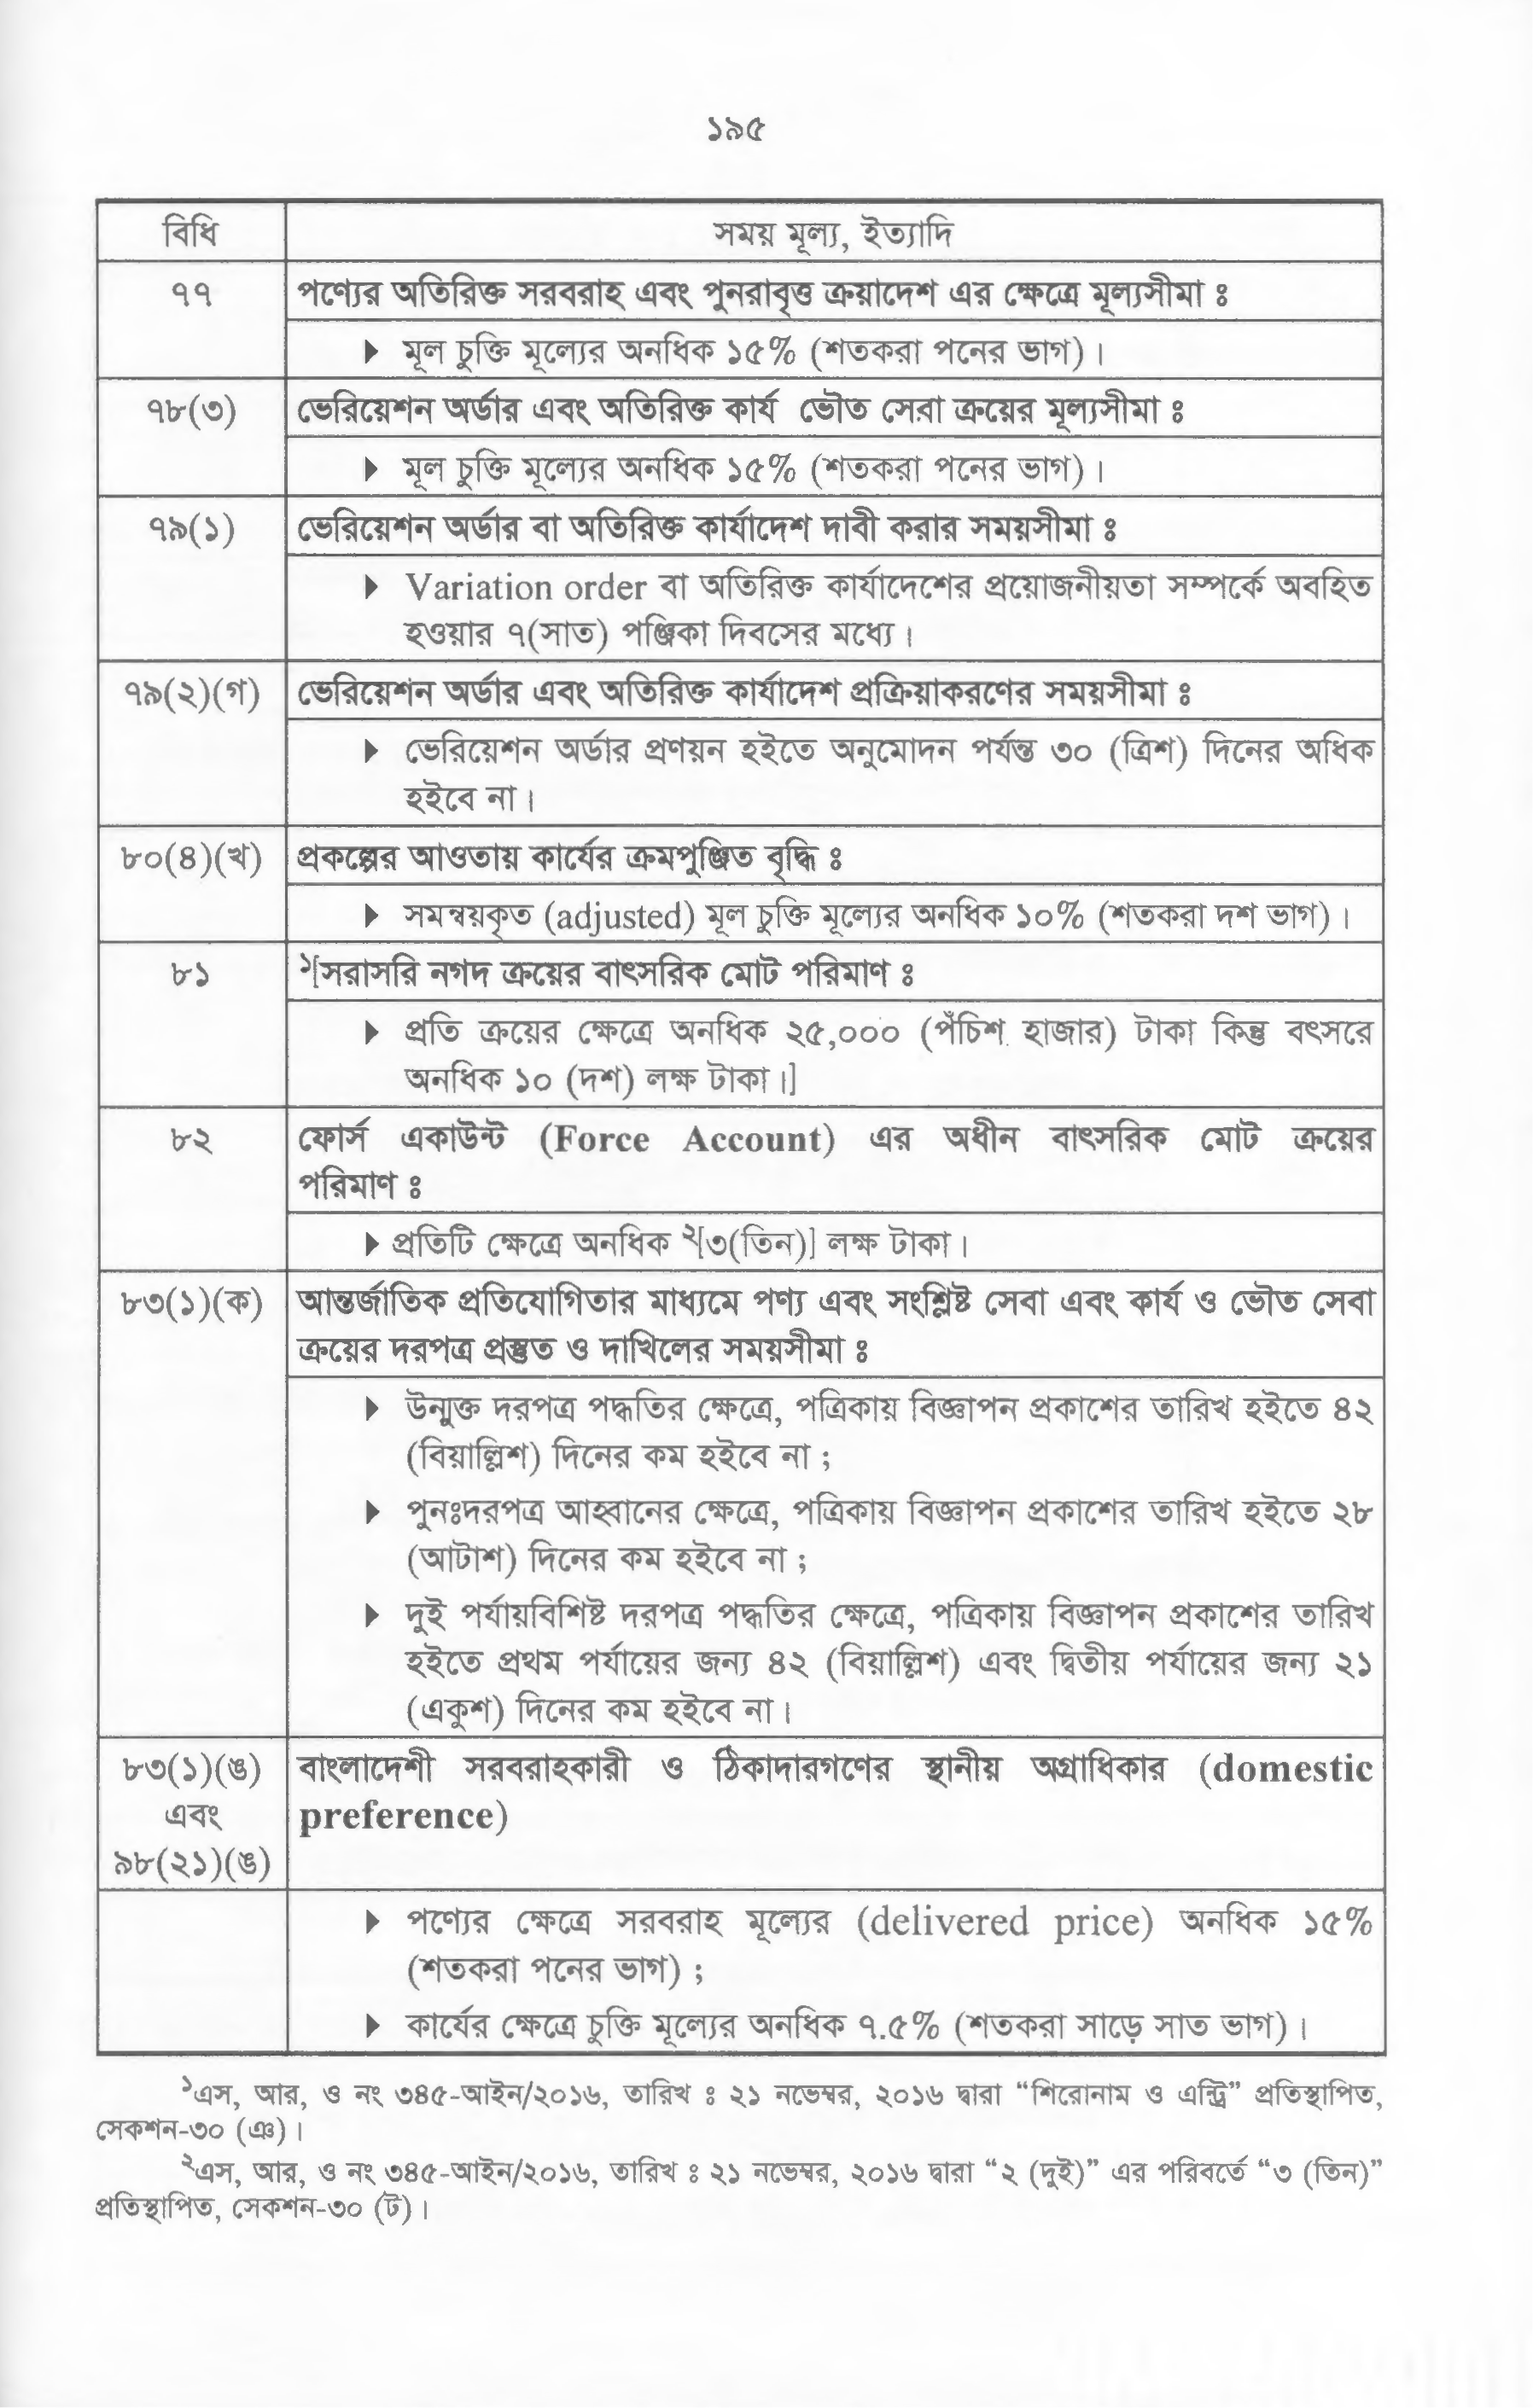 ১৯৫
বিধি
সময় মূল্য, ইত্যাদি
৭৭
পণ্যের অতিরিক্ত সরবরাহ এবং পুনরাবৃত্ত ক্রয়াদেশ এর ক্ষেত্রে মূল্যসীমা ঃ
▶ মূল চুক্তি মূল্যের অনধিক ১৫% (শতকরা পনের ভাগ)।
৭৮(৩)
ভেরিয়েশন অর্ডার এবং অতিরিক্ত কার্য ভৌত সেরা ক্রয়ের মূল্যসীমা ঃ
▶ মূল চুক্তি মূল্যের অনধিক ১৫% (শতকরা পনের ভাগ)।
৭৯(১)
ভেরিয়েশন অর্ডার বা অতিরিক্ত কার্যাদেশ দাবী করার সময়সীমা ঃ
▶ Variation order বা অতিরিক্ত কার্যাদেশের প্রয়োজনীয়তা সম্পর্কে অবহিত
হওয়ার ৭(সাত) পঞ্জিকা দিবসের মধ্যে।
৭৯(২)(গ)
ভেরিয়েশন অর্ডার এবং অতিরিক্ত কার্যাদেশ প্রক্রিয়াকরণের সময়সীমা ঃ
▶ ভেরিয়েশন অর্ডার প্রণয়ন হইতে অনুমোদন পর্যন্ত ৩০ (ত্রিশ) দিনের অধিক
হইবে না।
৮০(৪)(খ)
প্রকল্পের আওতায় কার্যের ক্রমপুঞ্জিত বৃদ্ধি ঃ
▶ সমন্বয়কৃত (adjusted) মূল চুক্তি মূল্যের অনধিক ১০% (শতকরা দশ ভাগ)।
৮১
¹[সরাসরি নগদ ক্রয়ের বাৎসরিক মোট পরিমাণ ঃ
▶ প্রতি ক্রয়ের ক্ষেত্রে অনধিক ২৫,০০০ (পঁচিশ হাজার) টাকা কিন্তু বৎসরে
অনধিক ১০ (দশ) লক্ষ টাকা।]
৮২
ফোর্স একাউন্ট (Force Account) এর অধীন বাৎসরিক মোট ক্রয়ের
পরিমাণ ঃ
▶ প্রতিটি ক্ষেত্রে অনধিক ²[৩(তিন)] লক্ষ টাকা।
৮৩(১)(ক)
আন্তর্জাতিক প্রতিযোগিতার মাধ্যমে পণ্য এবং সংশ্লিষ্ট সেবা এবং কার্য ও ভৌত সেবা
ক্রয়ের দরপত্র প্রস্তুত ও দাখিলের সময়সীমা ঃ
▶ উন্মুক্ত দরপত্র পদ্ধতির ক্ষেত্রে, পত্রিকায় বিজ্ঞাপন প্রকাশের তারিখ হইতে ৪২
(বিয়াল্লিশ) দিনের কম হইবে না ;
▶ পুনঃদরপত্র আহ্বানের ক্ষেত্রে, পত্রিকায় বিজ্ঞাপন প্রকাশের তারিখ হইতে ২৮
(আটাশ) দিনের কম হইবে না ;
▶ দুই পর্যায়বিশিষ্ট দরপত্র পদ্ধতির ক্ষেত্রে, পত্রিকায় বিজ্ঞাপন প্রকাশের তারিখ
হইতে প্রথম পর্যায়ের জন্য ৪২ (বিয়াল্লিশ) এবং দ্বিতীয় পর্যায়ের জন্য ২১
(একুশ) দিনের কম হইবে না।
৮৩(১)(ঙ)
এবং
৯৮(২১)(ঙ)
বাংলাদেশী সরবরাহকারী ও ঠিকাদারগণের স্থানীয় অগ্রাধিকার (domestic
preference)
▶ পণ্যের ক্ষেত্রে সরবরাহ মূল্যের (delivered price) অনধিক ১৫%
(শতকরা পনের ভাগ) ;
▶ কার্যের ক্ষেত্রে চুক্তি মূল্যের অনধিক ৭.৫% (শতকরা সাড়ে সাত ভাগ)।
¹এস, আর, ও নং ৩৪৫-আইন/২০১৬, তারিখ ঃ ২১ নভেম্বর, ২০১৬ দ্বারা “শিরোনাম ও এন্ট্রি” প্রতিস্থাপিত,
সেকশন-৩০ (ঞ)।
²এস, আর, ও নং ৩৪৫-আইন/২০১৬, তারিখ ঃ ২১ নভেম্বর, ২০১৬ দ্বারা “২ (দুই)” এর পরিবর্তে “৩ (তিন)”
প্রতিস্থাপিত, সেকশন-৩০ (ট)।